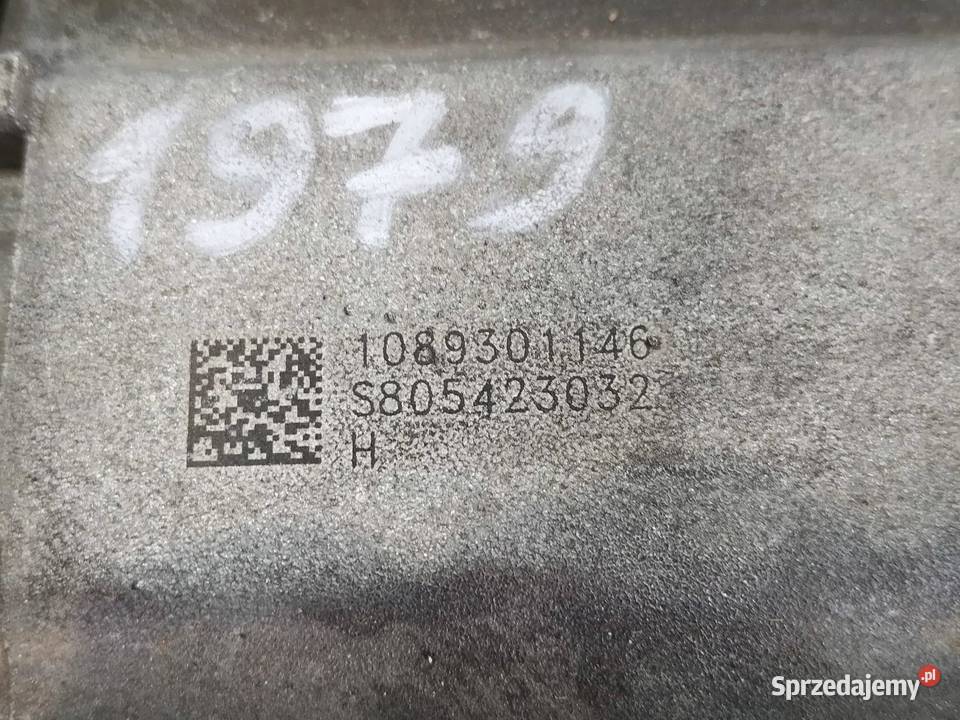 1979
1089301146
S805423032
H
Sprzedajemy.pl